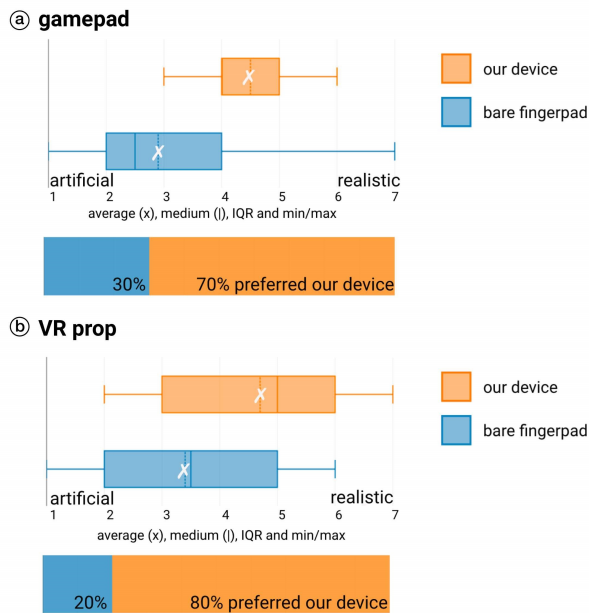 ⓐ gamepad
our device
bare fingerpad
artificial realistic
1 2 3 4 5 6 7
average (x), medium (|), IQR and min/max
30% 70% preferred our device
ⓑ VR prop
our device
bare fingerpad
artificial realistic
1 2 3 4 5 6 7
average (x), medium (|), IQR and min/max
20% 80% preferred our device